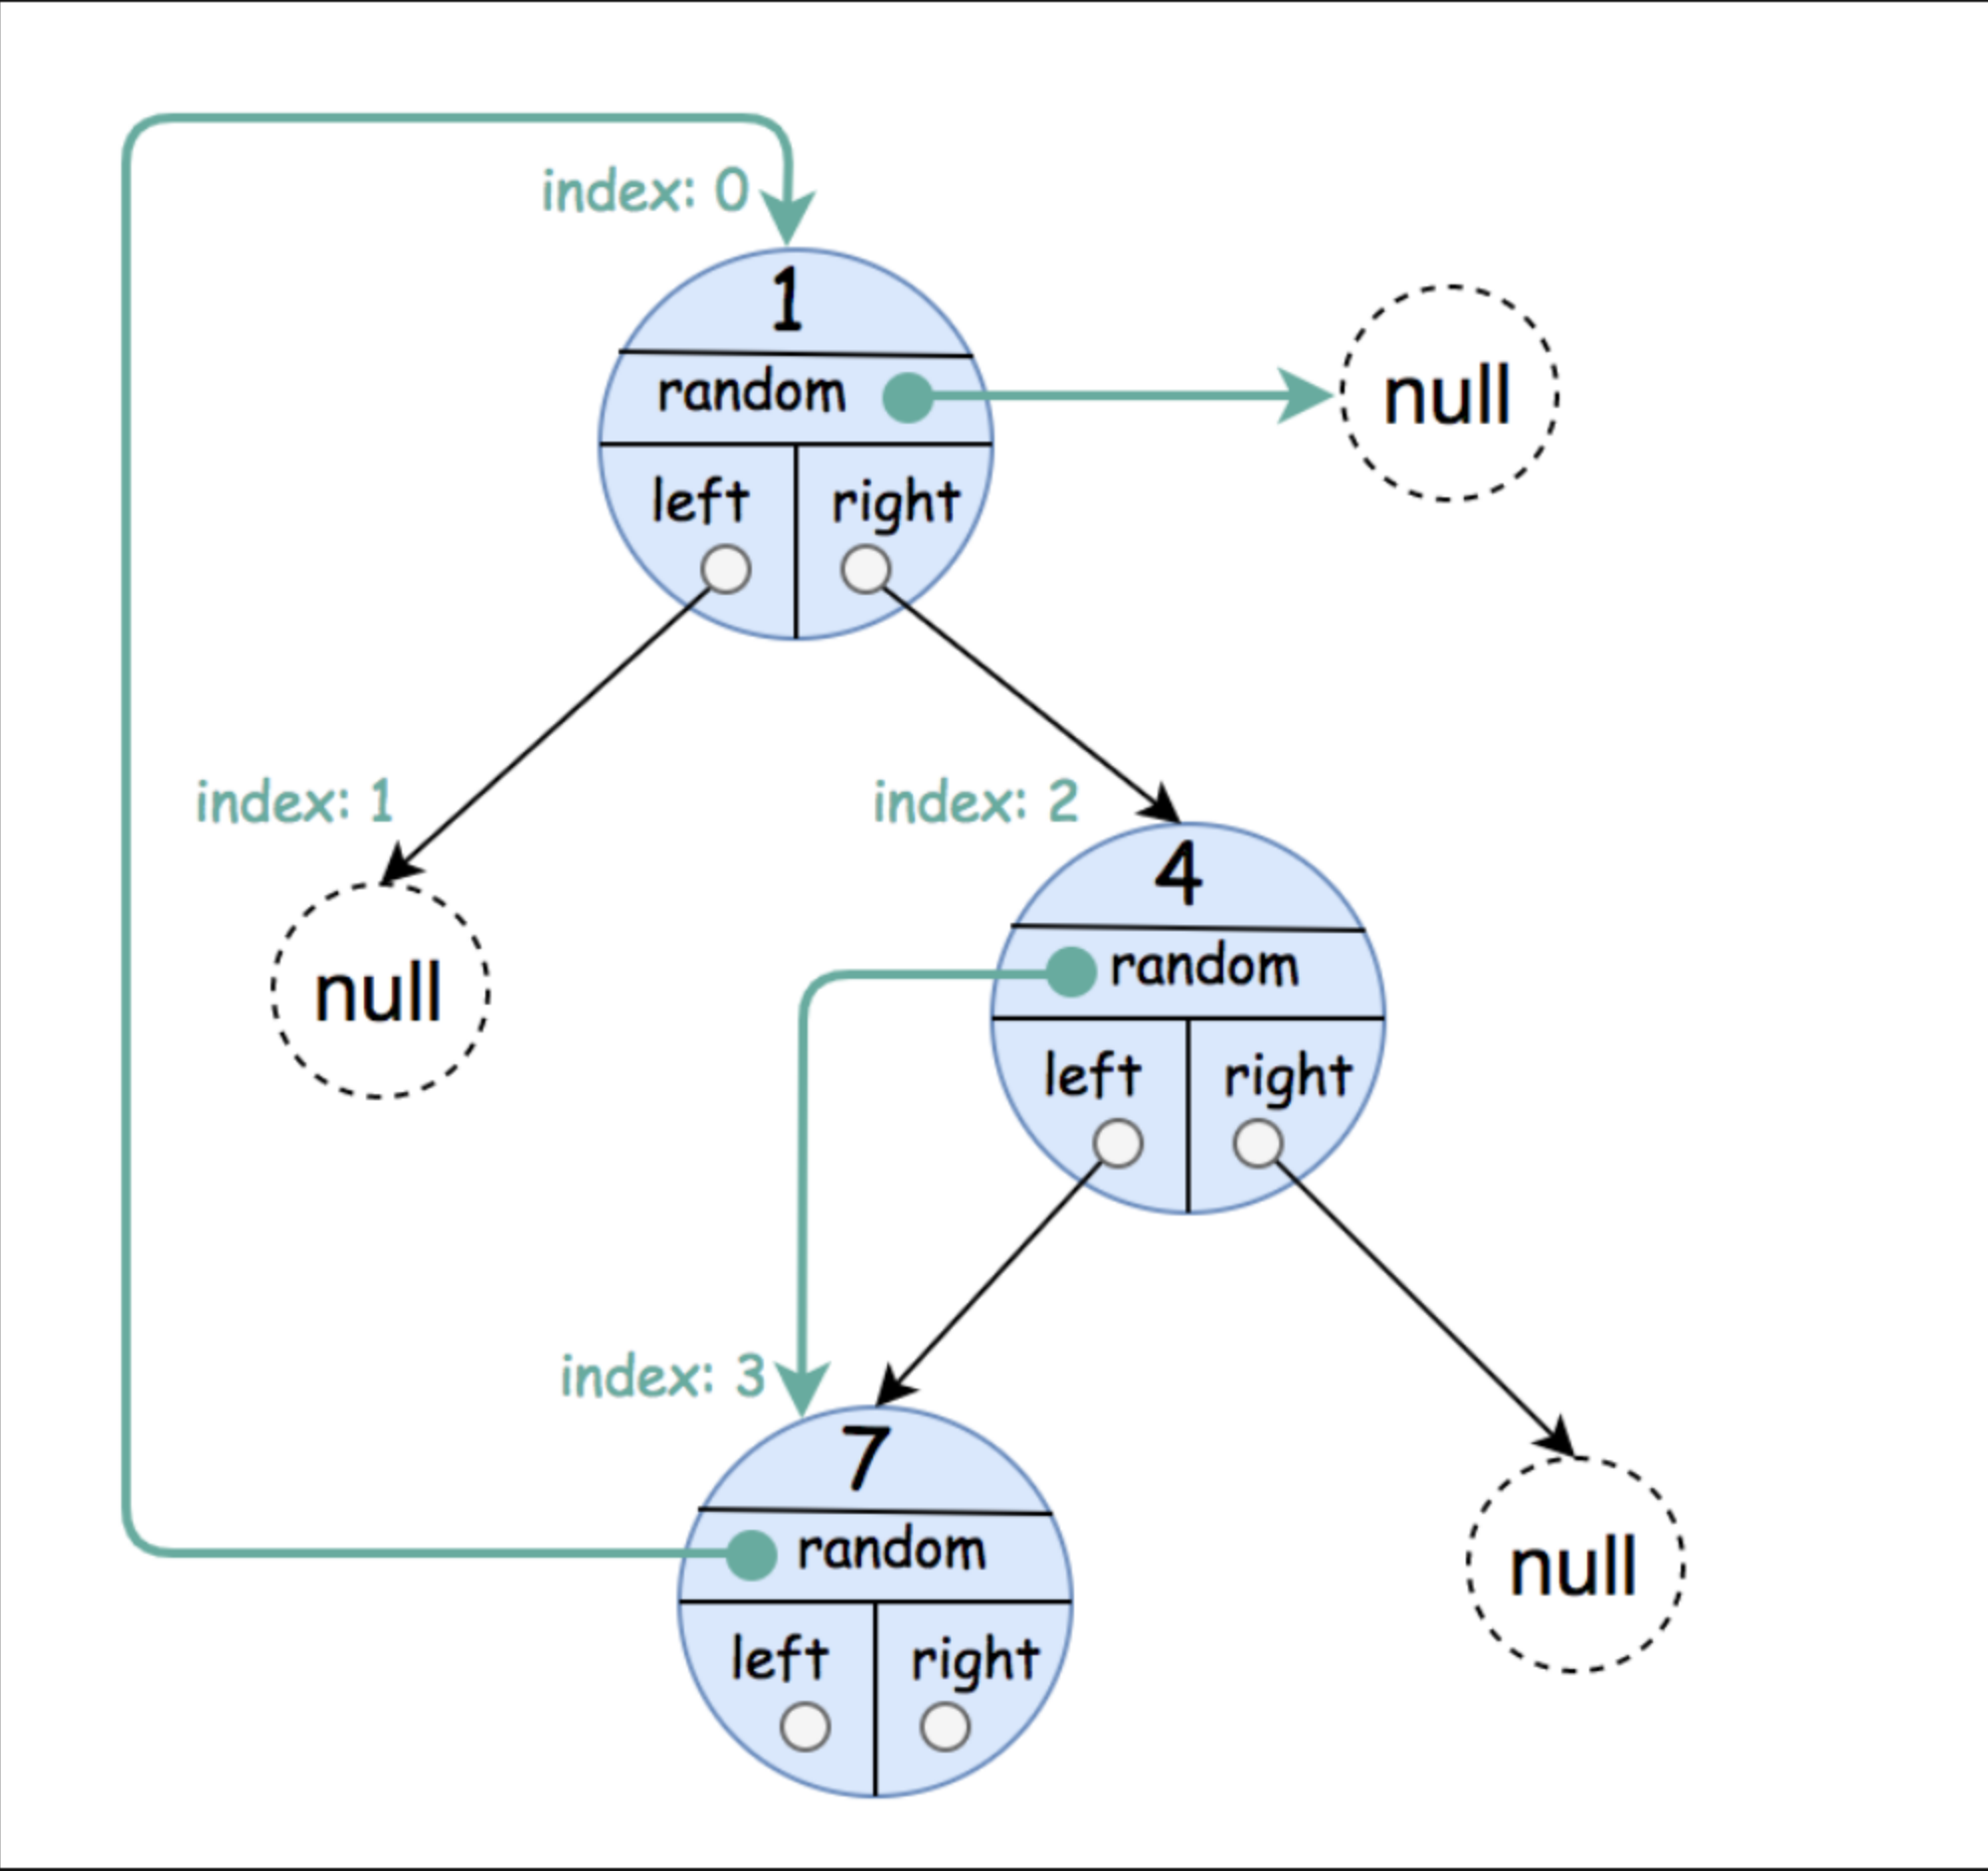 index: 0
1
random
null
left right
index: 1
index: 2
4
random
null
left right
index: 3
7
random
null
left right